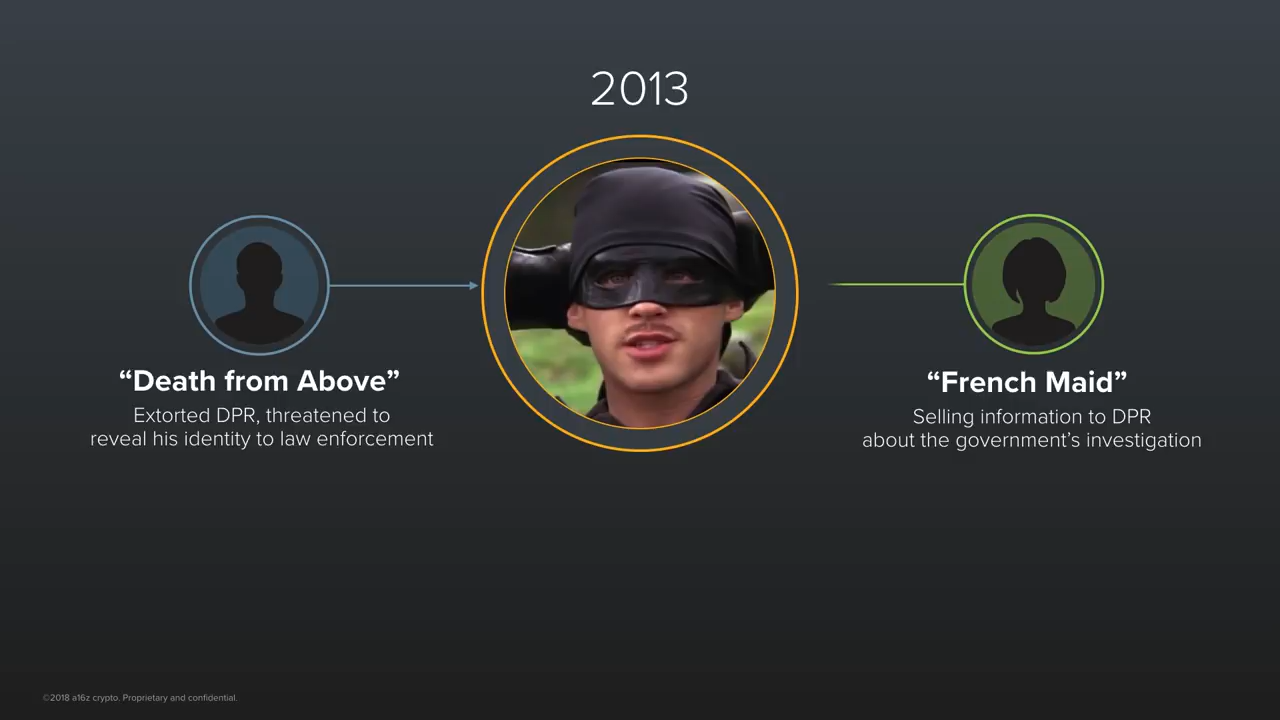 2013
“Death from Above”
Extorted DPR, threatened to
reveal his identity to law enforcement
“French Maid”
Selling information to DPR
about the government’s investigation
©2018 a16z crypto. Proprietary and confidential.